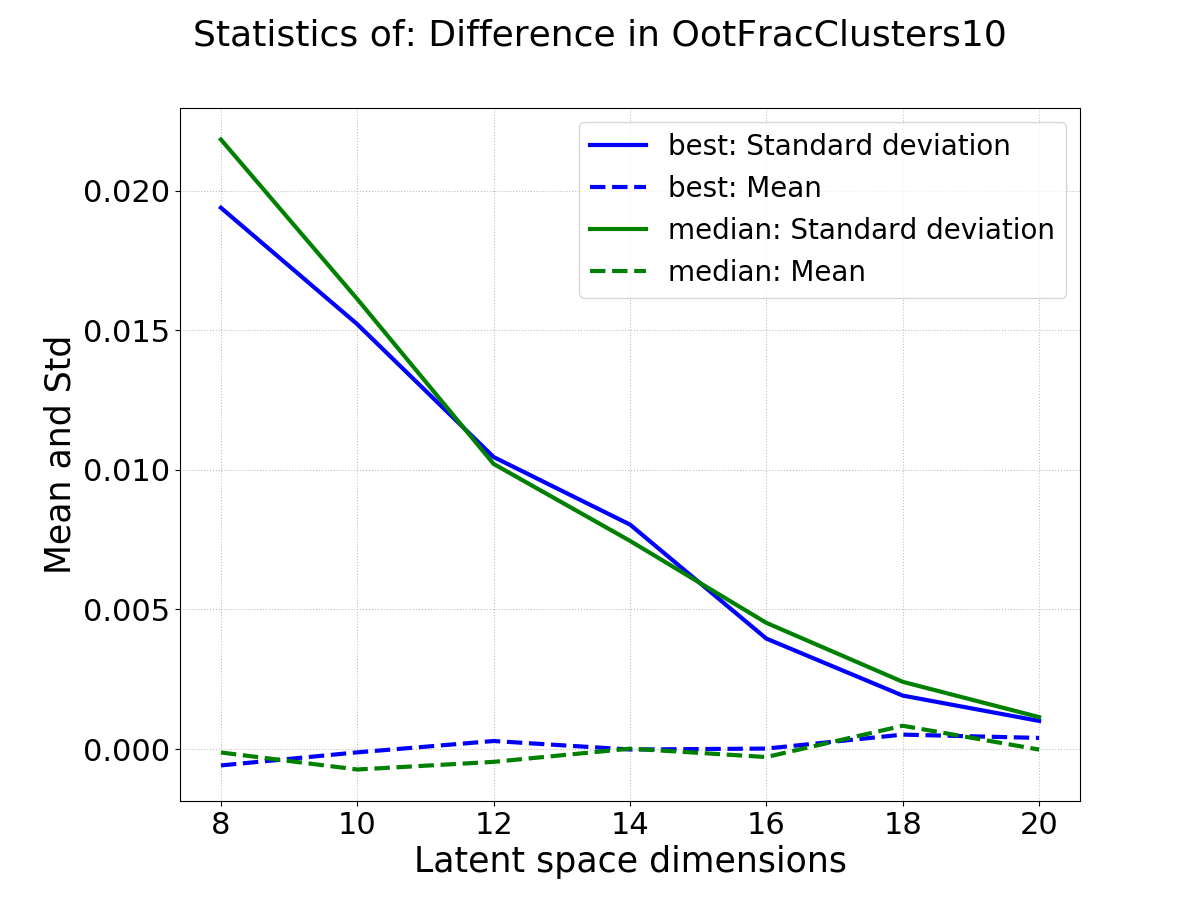 Statistics of: Difference in OotFracClusters10
best: Standard deviation
best: Mean
median: Standard deviation
median: Mean
Mean and Std
0.020
0.015
0.010
0.005
0.000
8 10 12 14 16 18 20
Latent space dimensions